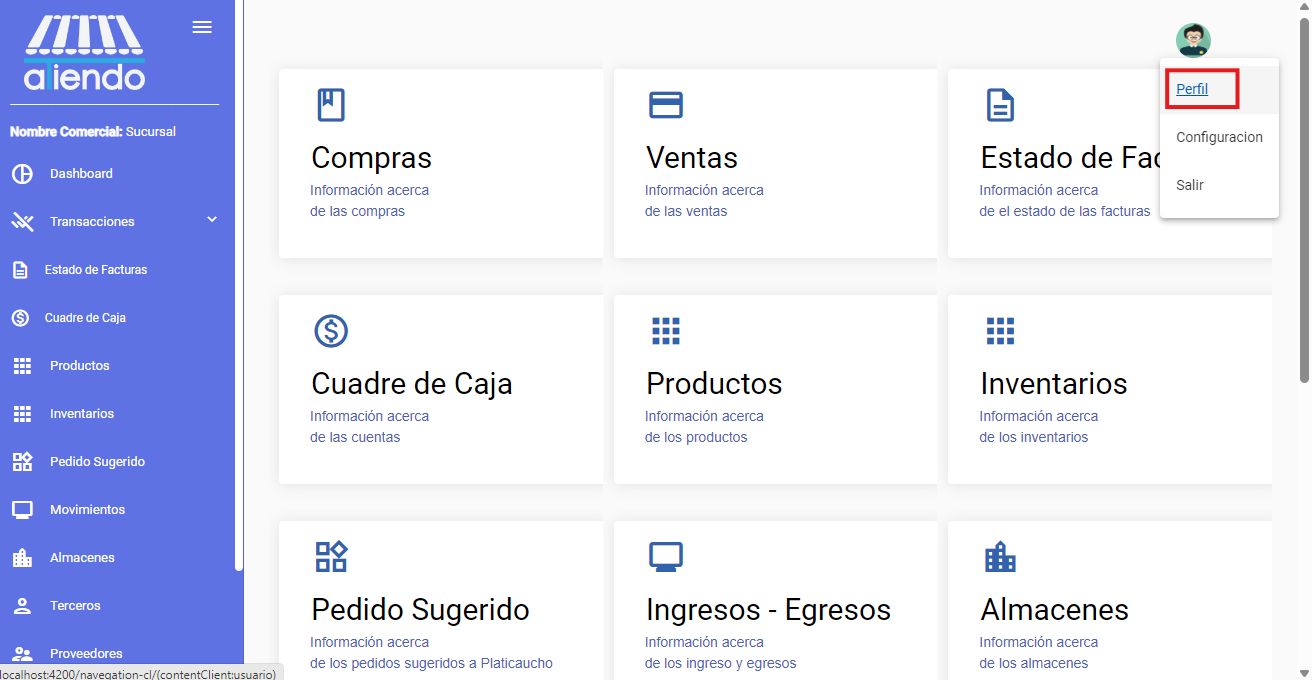 aTiendo
Nombre Comercial: Sucursal
Dashboard
Transacciones
Estado de Facturas
Cuadre de Caja
Productos
Inventarios
Pedido Sugerido
Movimientos
Almacenes
Terceros
Proveedores
localhost:4200/navegation-cl/(contentClient:usuario)
Perfil
Configuracion
Salir
Compras
Información acerca
de las compras
Ventas
Información acerca
de las ventas
Estado de Fac
Información acerca
de el estado de las facturas
Cuadre de Caja
Información acerca
de las cuentas
Productos
Información acerca
de los productos
Inventarios
Información acerca
de los inventarios
Pedido Sugerido
Información acerca
de los pedidos sugeridos a Platicaucho
Ingresos - Egresos
Información acerca
de los ingreso y egresos
Almacenes
Información acerca
de los almacenes